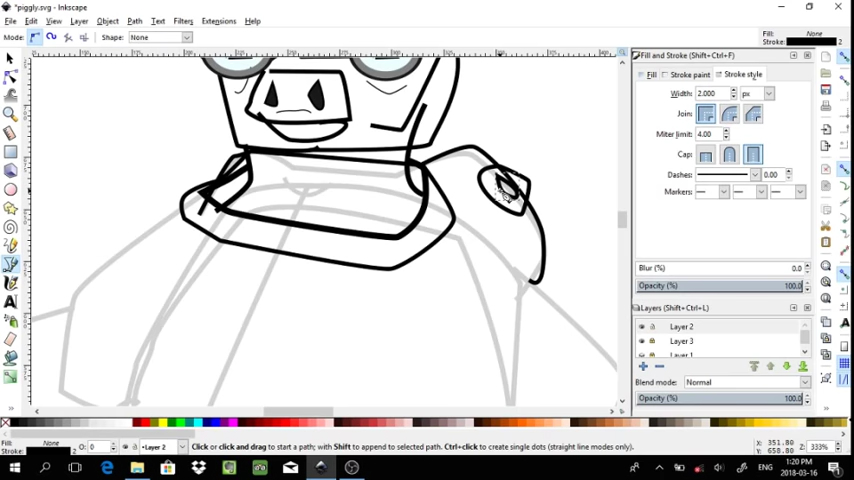 *piggly.svg - Inkscape
File Edit View Layer Object Path Text Filters Extensions Help
Mode: Shape: None
Fill: None
Stroke: 2
Fill and Stroke (Shift+Ctrl+F)
Fill Stroke paint Stroke style
Width: 2.000 px
Join:
Miter limit: 4.00
Cap:
Dashes: 0.00
Markers:
Blur (%) 0.0
Opacity (%) 100.0
Layers (Shift+Ctrl+L)
Layer 2
Layer 3
Layer 1
Blend mode: Normal
Opacity (%) 100.0
Fill: None
Stroke: 2
O: 0
•Layer 2
Click or click and drag to start a path; with Shift to append to selected path. Ctrl+click to create single dots (straight line modes only).
X: 351.80
Y: 658.80
Z: 333%
ENG
1:20 PM
2018-03-16